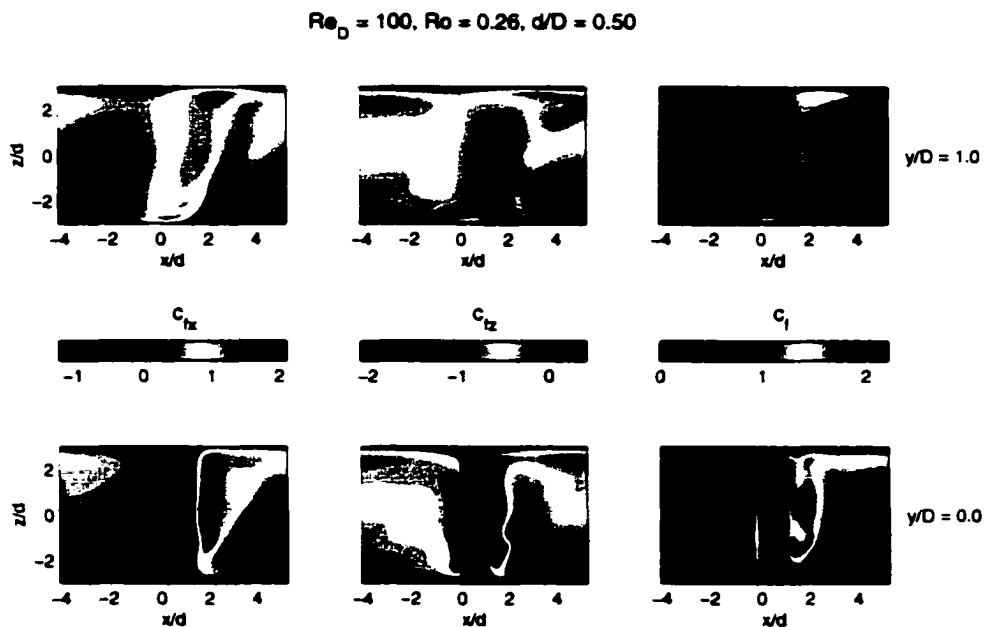 Re_D = 100, Ro = 0.26, d/D = 0.50
z/d
2
0
−2
−4 −2 0 2 4
x/d
−4 −2 0 2 4
x/d
−4 −2 0 2 4
x/d
y/D = 1.0
C_fx
−1 0 1 2
C_fz
−2 −1 0
C_f
0 1 2
z/d
2
0
−2
−4 −2 0 2 4
x/d
−4 −2 0 2 4
x/d
−4 −2 0 2 4
x/d
y/D = 0.0